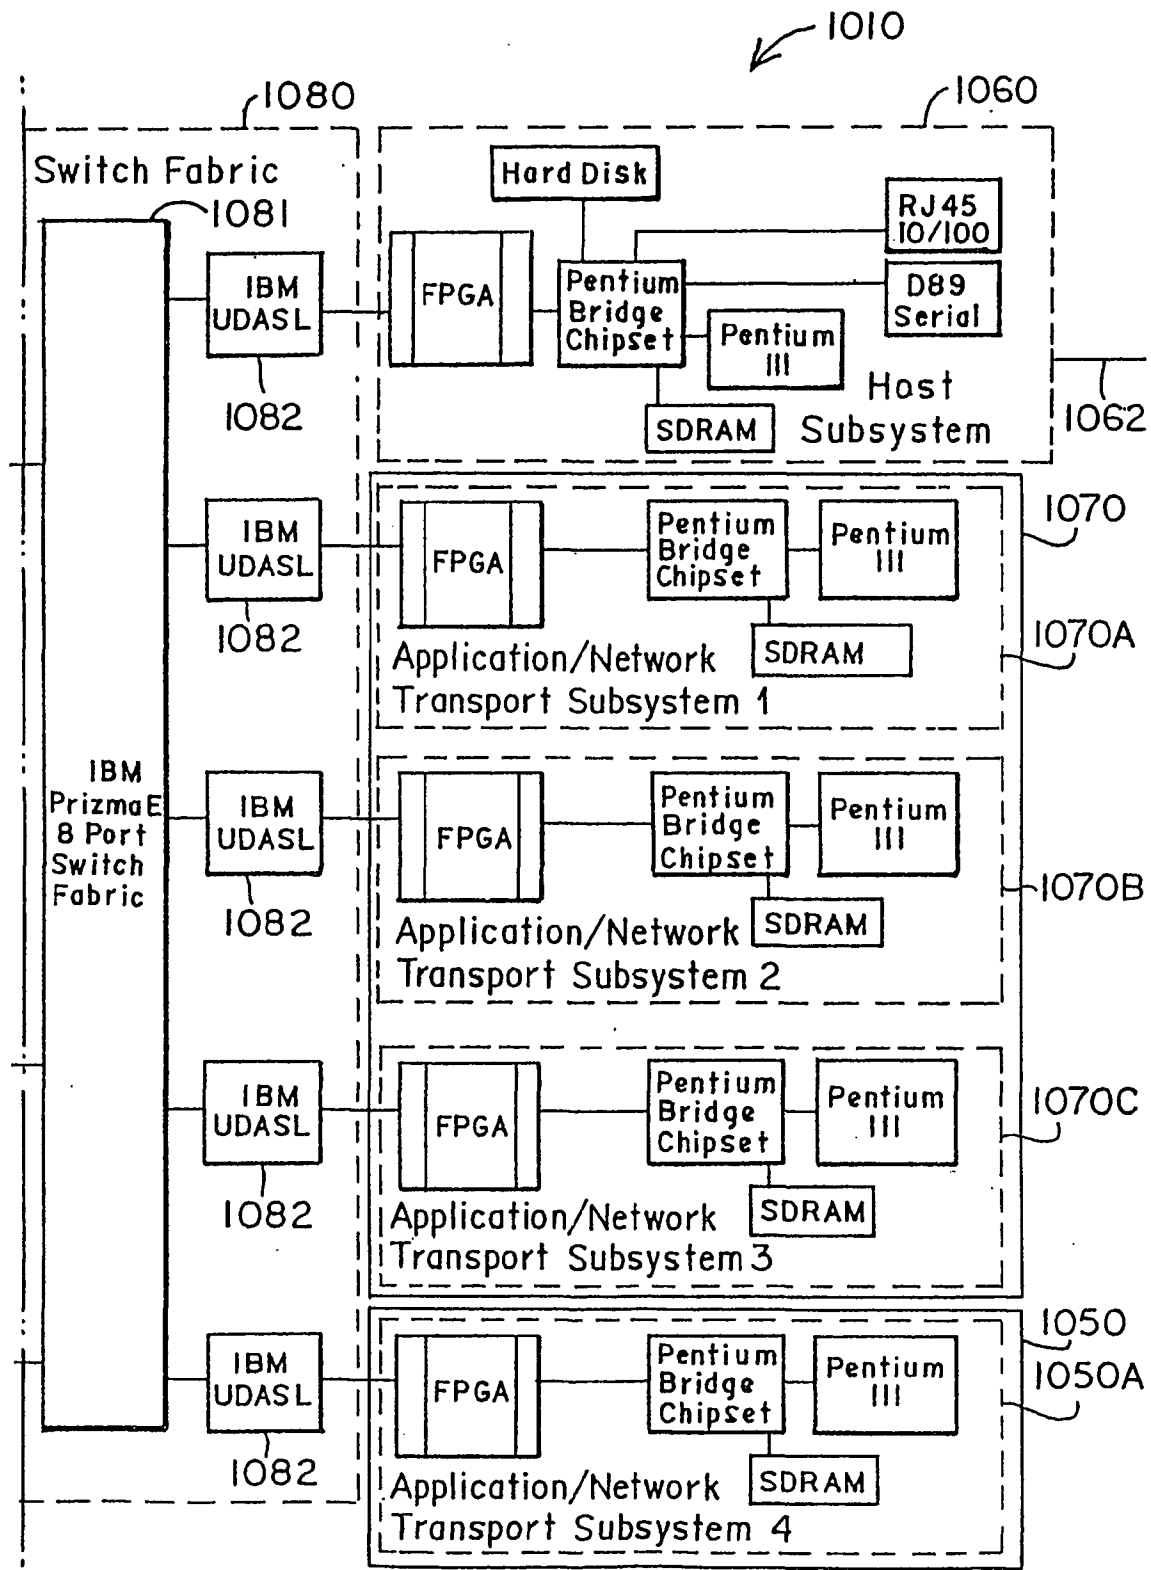 1010
1080
1060
Switch Fabric
1081
Hard Disk
RJ45
10/100
IBM
UDASL
FPGA
Pentium
Bridge
Chipset
D89
Serial
Pentium
III
1082
SDRAM
Host
Subsystem
1062
IBM
UDASL
FPGA
Pentium
Bridge
Chipset
Pentium
III
1070
1082
SDRAM
1070A
Application/Network
Transport Subsystem 1
IBM
PrizmaE
8 Port
Switch
Fabric
IBM
UDASL
FPGA
Pentium
Bridge
Chipset
Pentium
III
1070B
1082
SDRAM
Application/Network
Transport Subsystem 2
IBM
UDASL
FPGA
Pentium
Bridge
Chipset
Pentium
III
1070C
1082
SDRAM
Application/Network
Transport Subsystem 3
1050
IBM
UDASL
FPGA
Pentium
Bridge
Chipset
Pentium
III
1050A
1082
SDRAM
Application/Network
Transport Subsystem 4